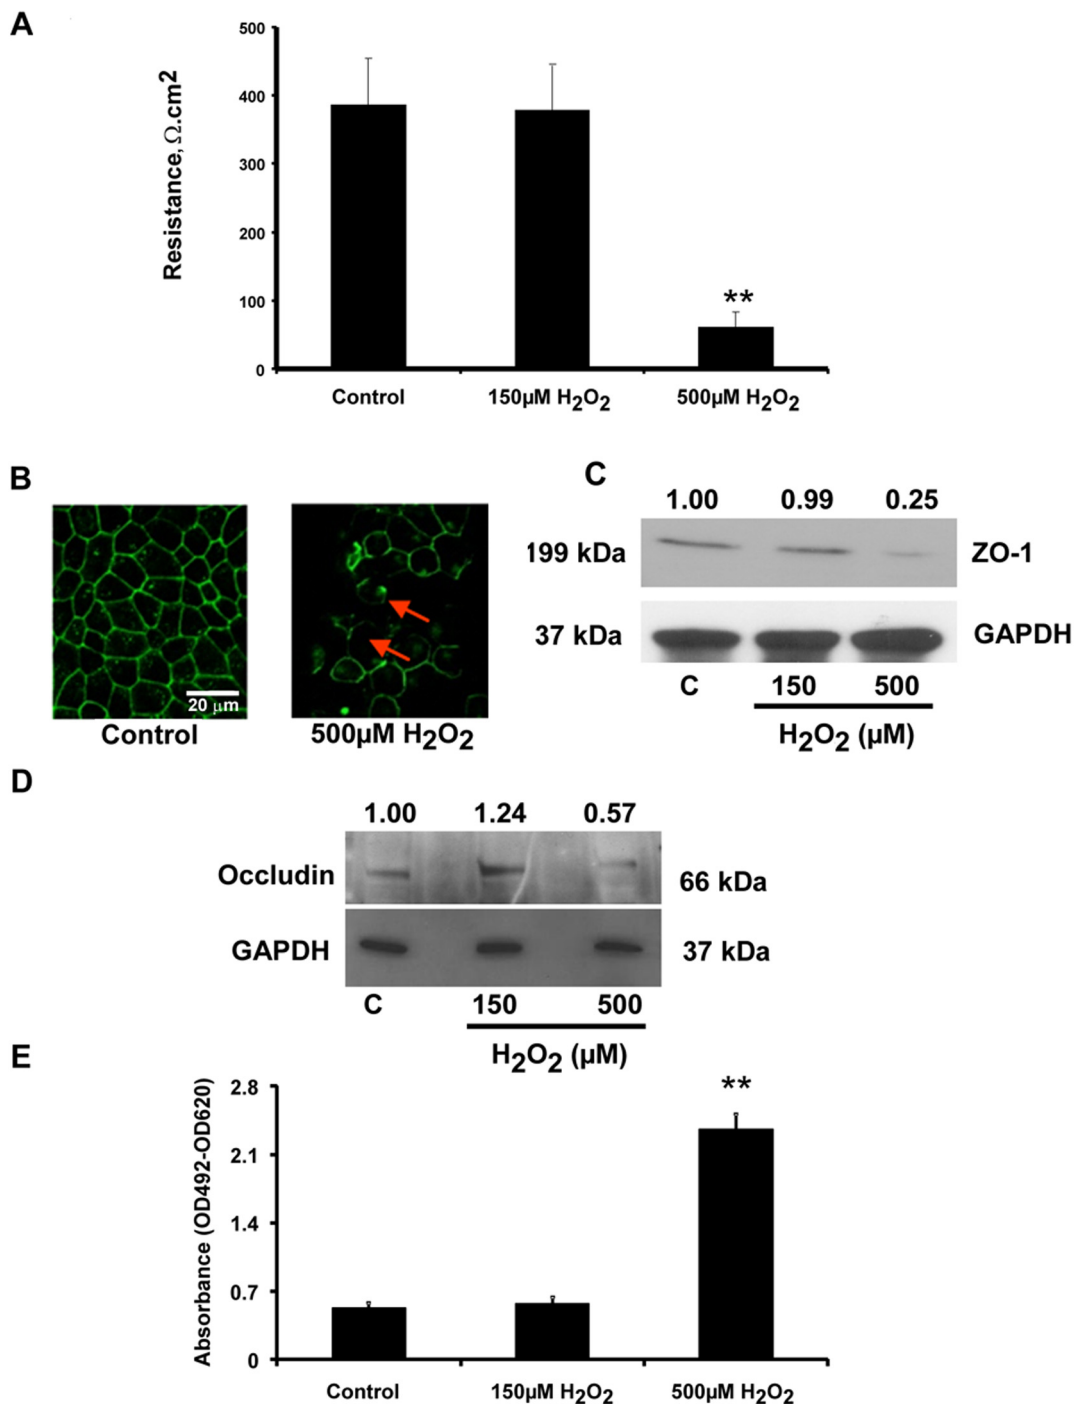 A
Resistance, Ω.cm2
500
400
300
200
100
0
**
Control
150µM H2O2
500µM H2O2
B
20 µm
Control
500µM H2O2
C
1.00 0.99 0.25
199 kDa
ZO-1
37 kDa
GAPDH
C 150 500
H2O2 (µM)
D
1.00 1.24 0.57
Occludin
66 kDa
GAPDH
37 kDa
C 150 500
H2O2 (µM)
E
Absorbance (OD492-OD620)
2.8
2.1
1.4
0.7
0
**
Control
150µM H2O2
500µM H2O2